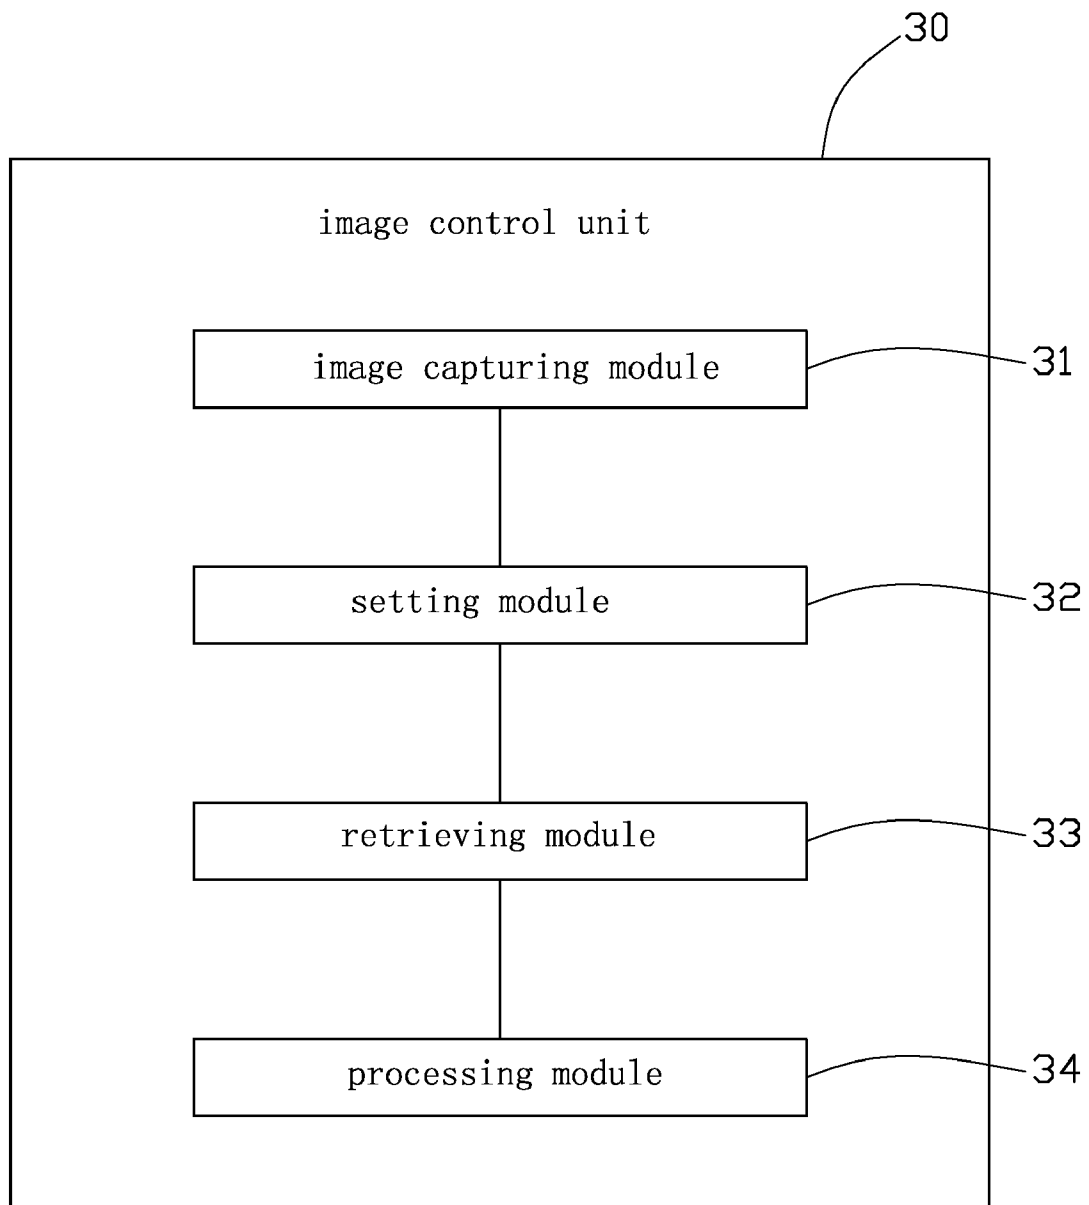 30
image control unit
image capturing module
31
setting module
32
retrieving module
33
processing module
34